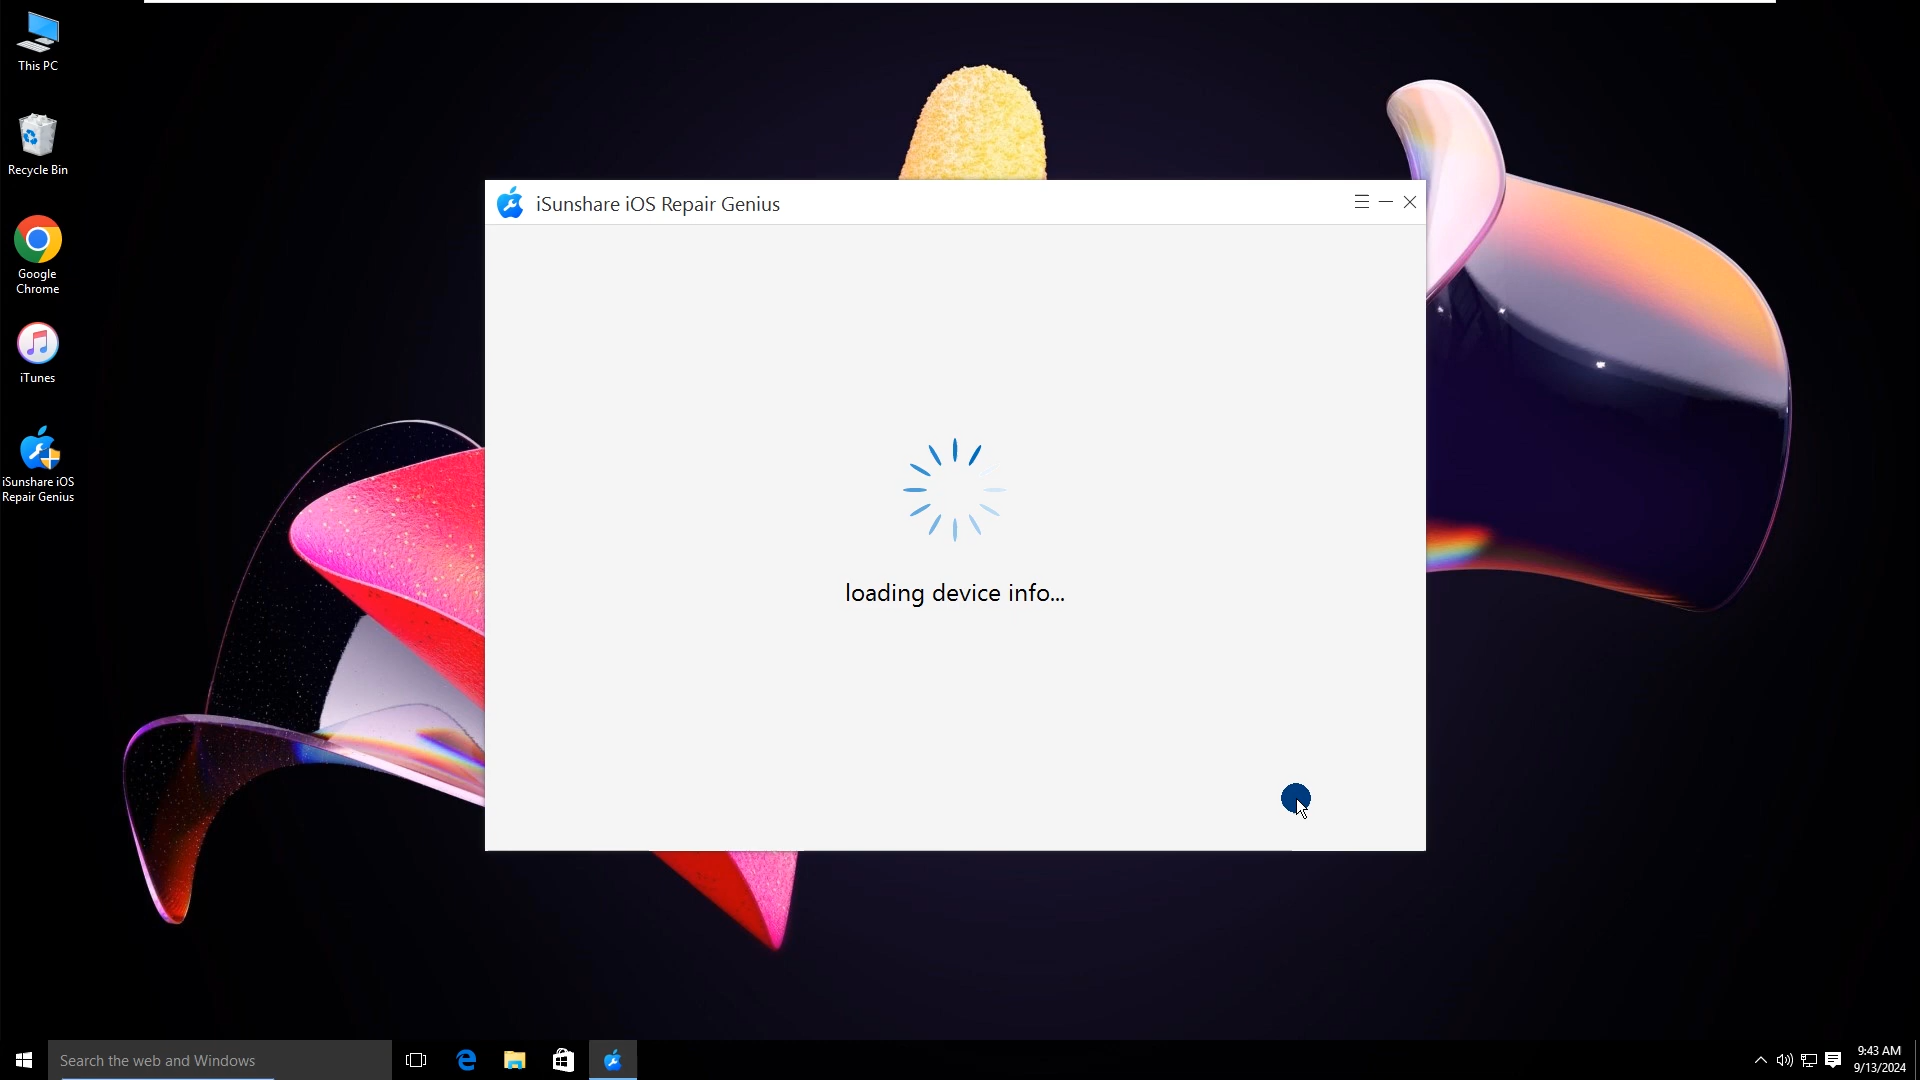 This PC
Recycle Bin
Google
Chrome
iTunes
iSunshare iOS
Repair Genius
iSunshare iOS Repair Genius
loading device info...
Search the web and Windows
9:43 AM
9/13/2024